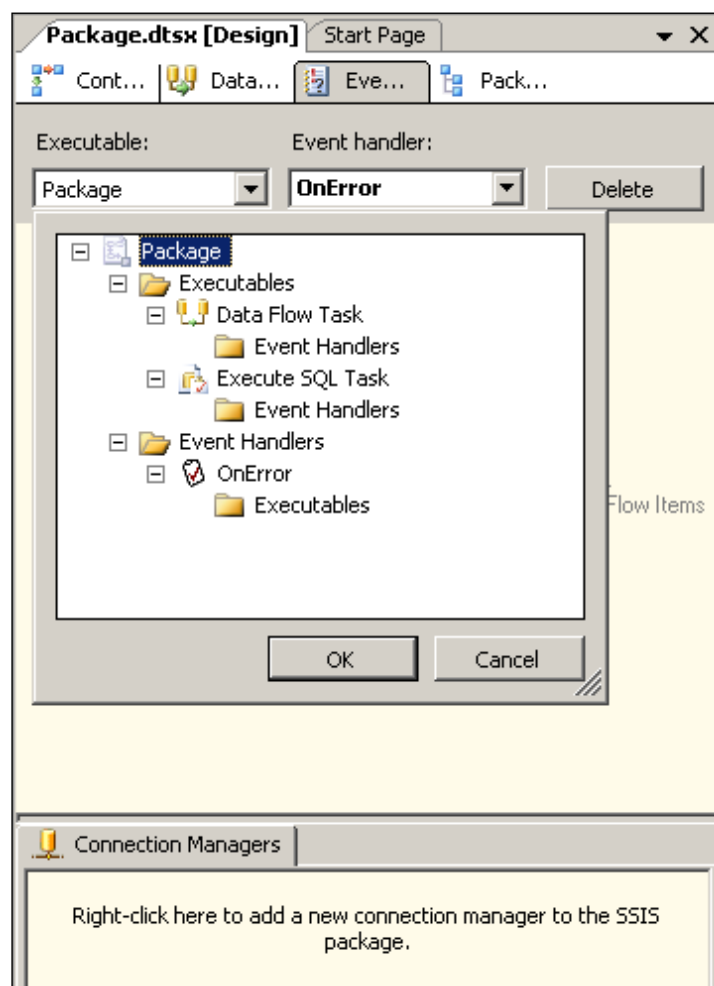 Package.dtsx [Design] Start Page
Cont... Data... Eve... Pack...
Executable: Event handler:
Package OnError Delete
Package
Executables
Data Flow Task
Event Handlers
Execute SQL Task
Event Handlers
Event Handlers
OnError
Executables
Flow Items
OK Cancel
Connection Managers
Right-click here to add a new connection manager to the SSIS
package.